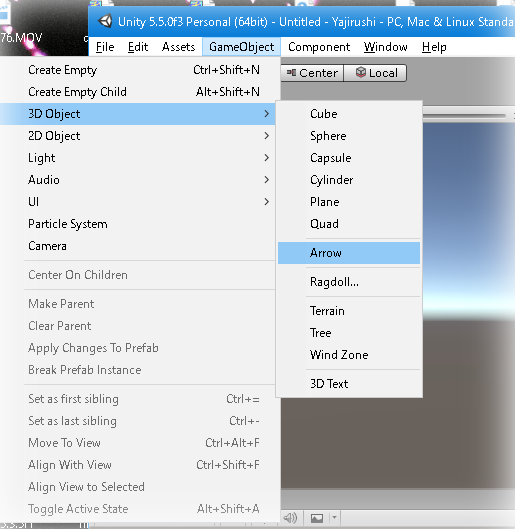 76.MOV
Unity 5.5.0f3 Personal (64bit) - Untitled - Yajirushi - PC, Mac & Linux Standa
File Edit Assets GameObject Component Window Help
Center Local
Create Empty Ctrl+Shift+N
Create Empty Child Alt+Shift+N
3D Object
2D Object
Light
Audio
UI
Particle System
Camera
Center On Children
Make Parent
Clear Parent
Apply Changes To Prefab
Break Prefab Instance
Set as first sibling Ctrl+=
Set as last sibling Ctrl+-
Move To View Ctrl+Alt+F
Align With View Ctrl+Shift+F
Align View to Selected
Toggle Active State Alt+Shift+A
Cube
Sphere
Capsule
Cylinder
Plane
Quad
Arrow
Ragdoll...
Terrain
Tree
Wind Zone
3D Text